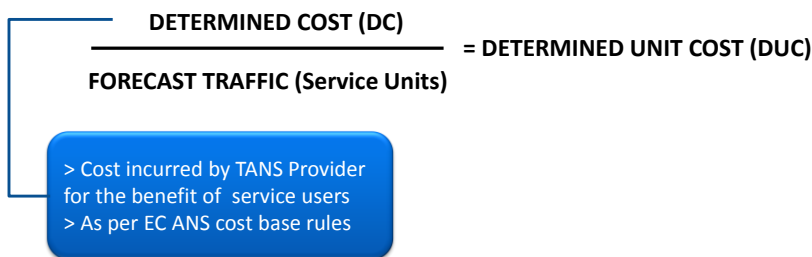 DETERMINED COST (DC)
= DETERMINED UNIT COST (DUC)
FORECAST TRAFFIC (Service Units)
> Cost incurred by TANS Provider
for the benefit of service users
> As per EC ANS cost base rules